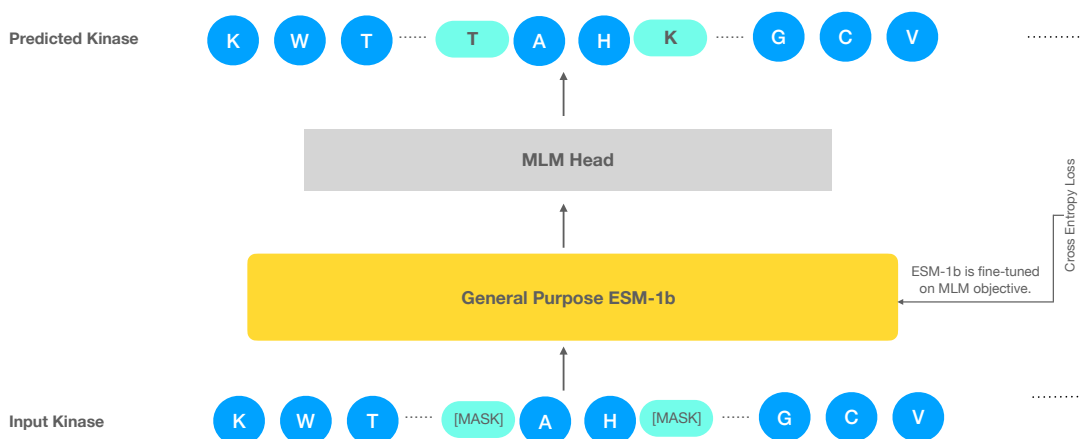 Predicted Kinase K W T ...... T A H K ...... G C V ..........
MLM Head
Cross Entropy Loss
General Purpose ESM-1b
ESM-1b is fine-tuned
on MLM objective.
Input Kinase K W T ...... [MASK] A H [MASK] ...... G C V ..........